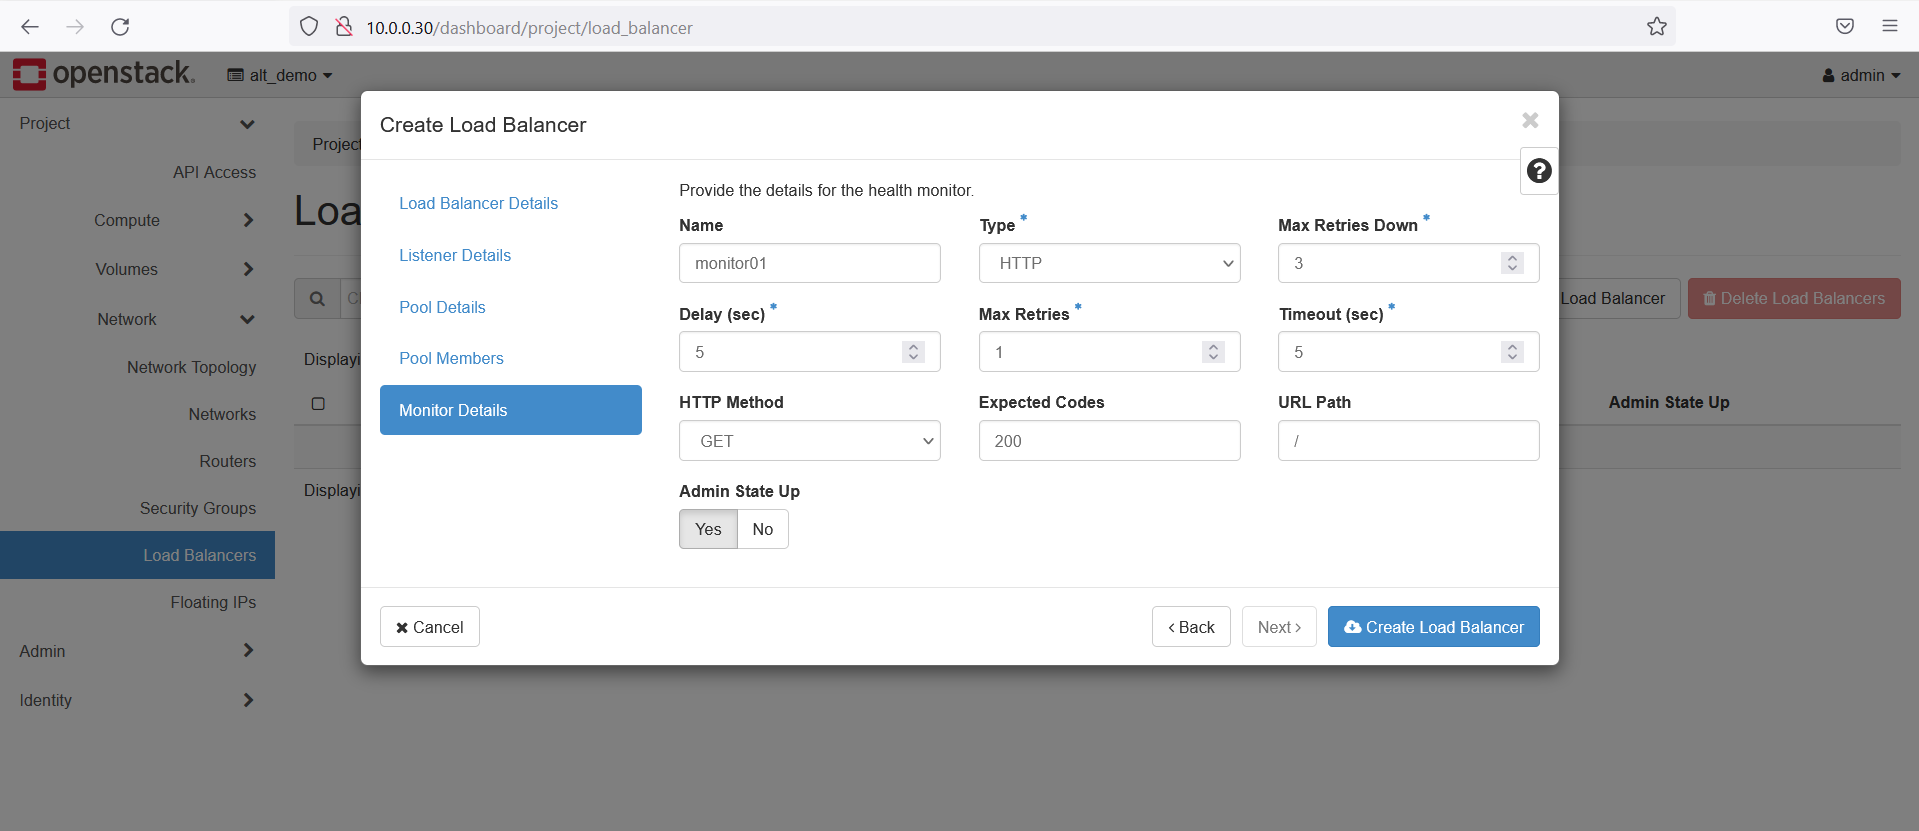 10.0.0.30/dashboard/project/load_balancer
openstack.
alt_demo
admin
Project
API Access
Compute
Volumes
Network
Network Topology
Networks
Routers
Security Groups
Load Balancers
Floating IPs
Admin
Identity
Project
Loa
Load Balancer
Delete Load Balancers
Displayi
Admin State Up
Displayi
Create Load Balancer
Load Balancer Details
Listener Details
Pool Details
Pool Members
Monitor Details
Provide the details for the health monitor.
Name
Type *
Max Retries Down *
monitor01
HTTP
3
Delay (sec) *
Max Retries *
Timeout (sec) *
5
1
5
HTTP Method
Expected Codes
URL Path
GET
200
/
Admin State Up
Yes
No
Cancel
‹ Back
Next ›
Create Load Balancer